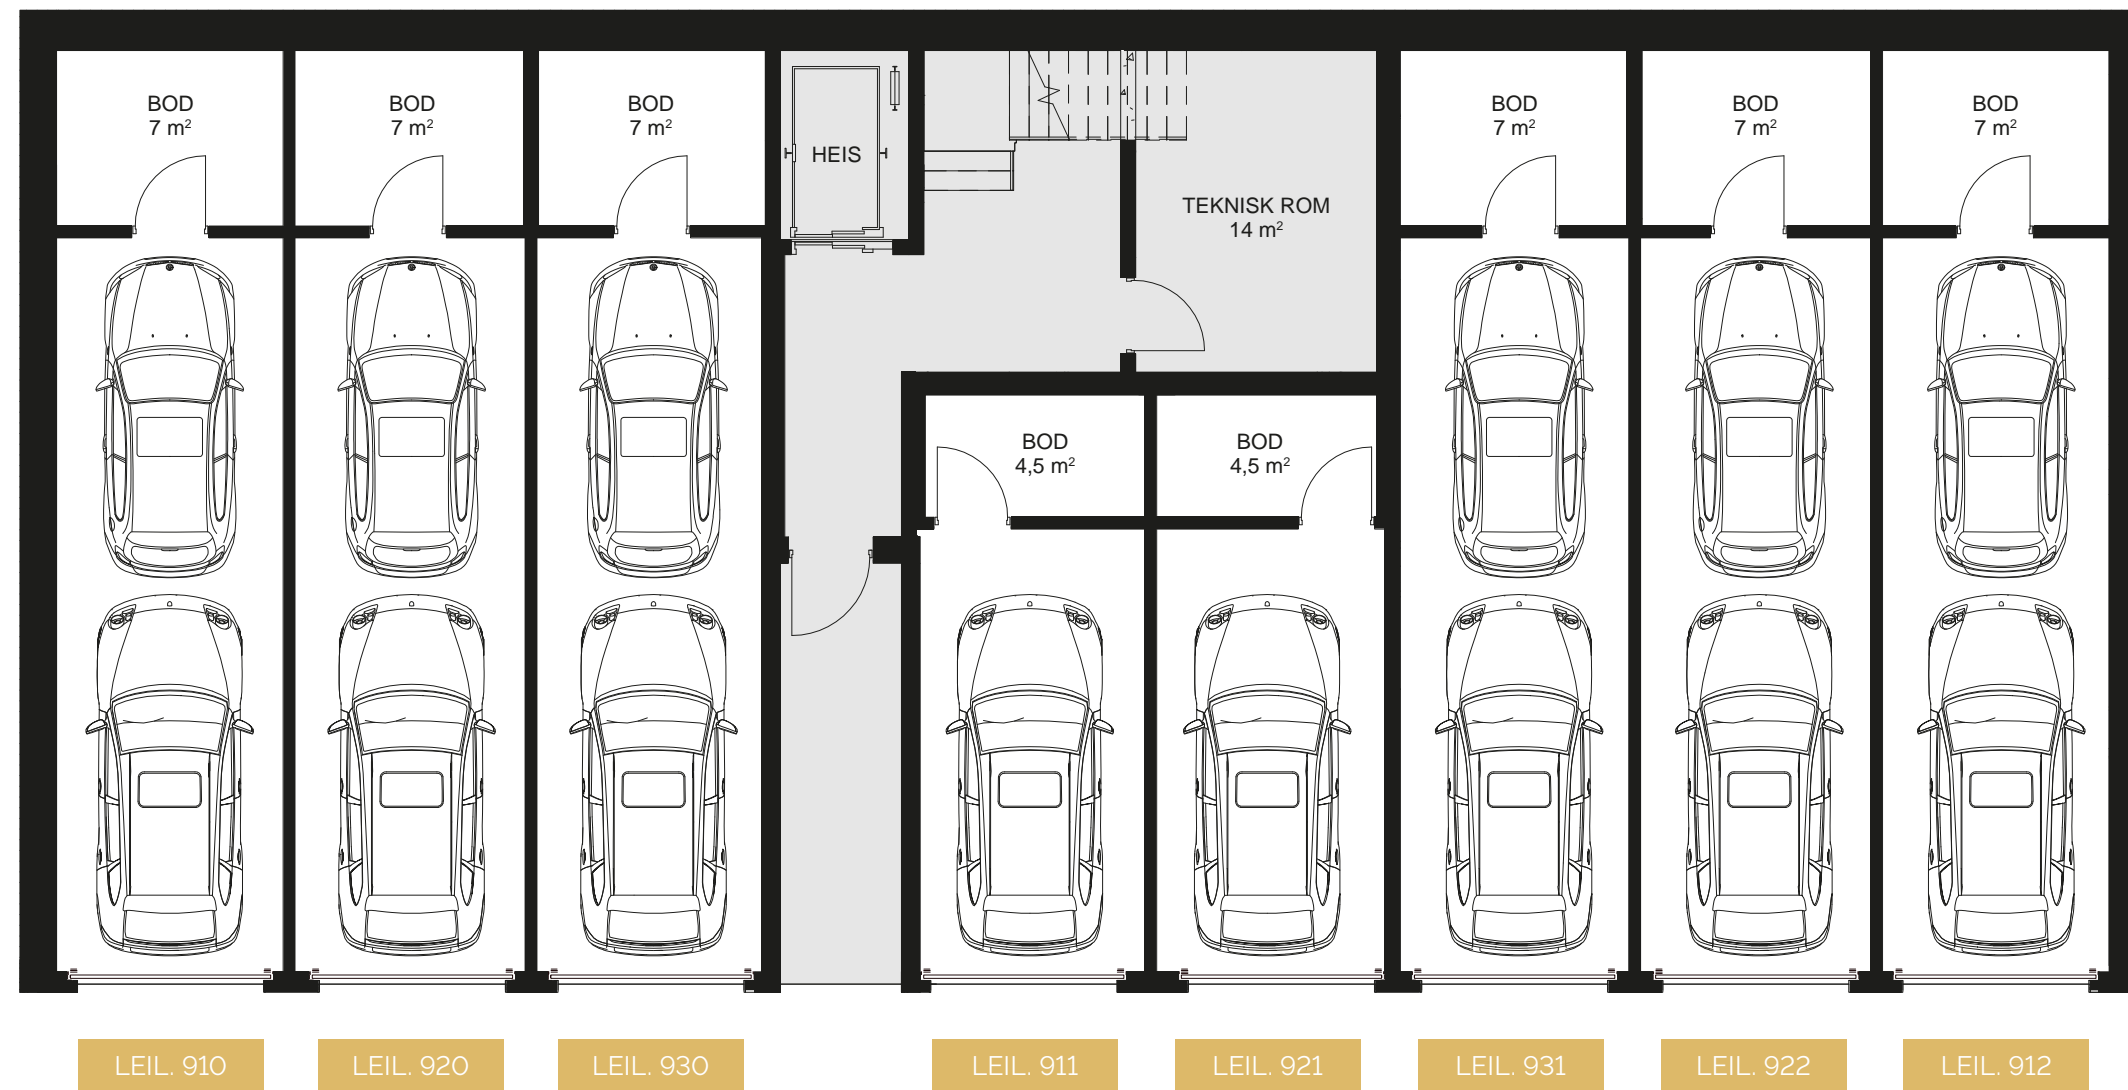 BOD
7 m²
BOD
7 m²
BOD
7 m²
HEIS
TEKNISK ROM
14 m²
BOD
7 m²
BOD
7 m²
BOD
7 m²
BOD
4,5 m²
BOD
4,5 m²
LEIL. 910
LEIL. 920
LEIL. 930
LEIL. 911
LEIL. 921
LEIL. 931
LEIL. 922
LEIL. 912